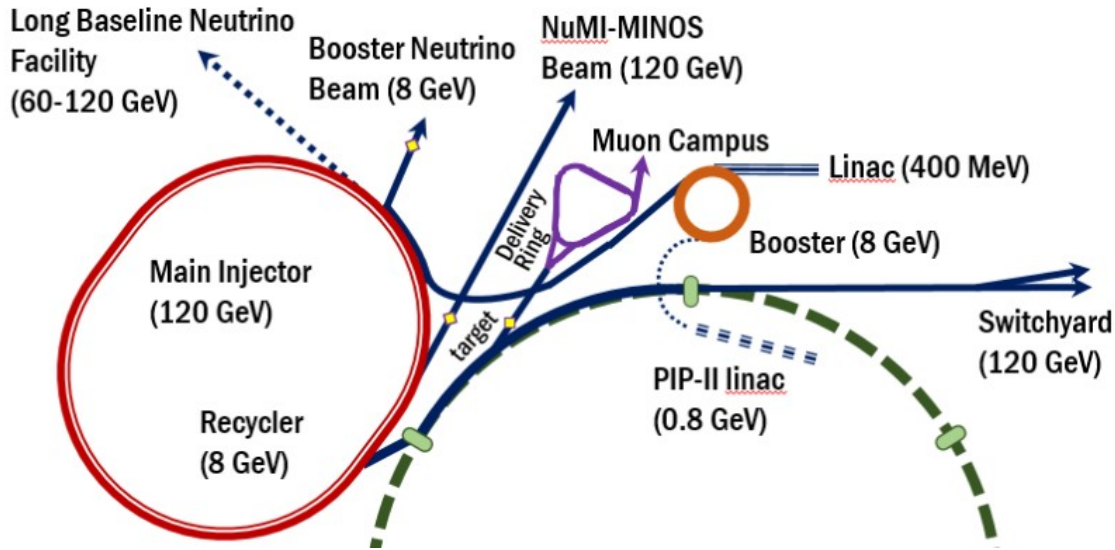 Long Baseline Neutrino
Facility
(60-120 GeV)
Booster Neutrino
Beam (8 GeV)
NuMI-MINOS
Beam (120 GeV)
Muon Campus
Linac (400 MeV)
Delivery
Ring
Booster (8 GeV)
Main Injector
(120 GeV)
target
Switchyard
(120 GeV)
PIP-II linac
(0.8 GeV)
Recycler
(8 GeV)